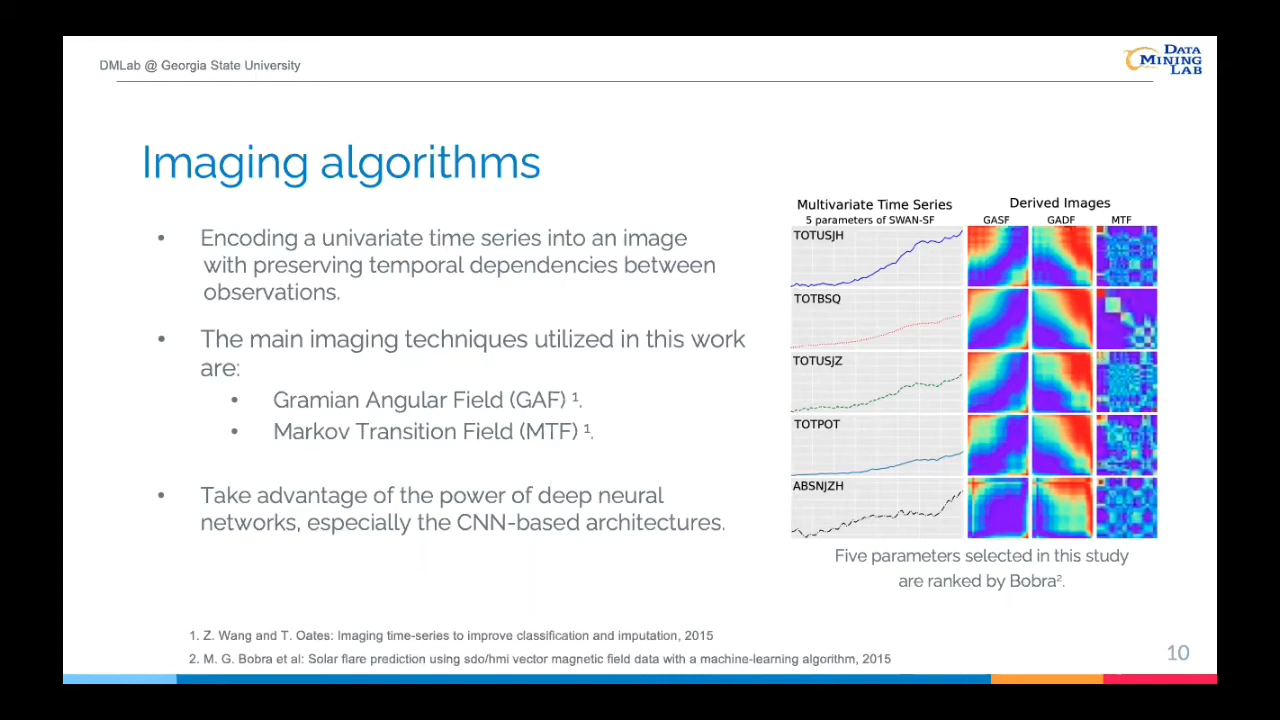 DMLab @ Georgia State University
DATA
MINING
LAB
Imaging algorithms
• Encoding a univariate time series into an image
with preserving temporal dependencies between
observations.
• The main imaging techniques utilized in this work
are:
• Gramian Angular Field (GAF) ¹.
• Markov Transition Field (MTF) ¹.
• Take advantage of the power of deep neural
networks, especially the CNN-based architectures.
Multivariate Time Series
5 parameters of SWAN-SF
Derived Images
GASF GADF MTF
TOTUSJH
TOTBSQ
TOTUSJZ
TOTPOT
ABSNJZH
Five parameters selected in this study
are ranked by Bobra².
1. Z. Wang and T. Oates: Imaging time-series to improve classification and imputation, 2015
2. M. G. Bobra et al: Solar flare prediction using sdo/hmi vector magnetic field data with a machine-learning algorithm, 2015
10